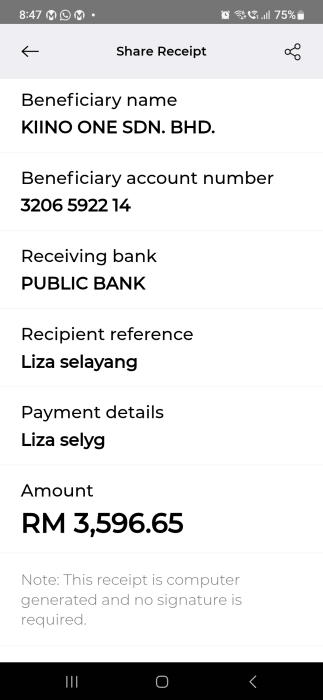 8:47
75%
Share Receipt
Beneficiary name
KIINO ONE SDN. BHD.
Beneficiary account number
3206 5922 14
Receiving bank
PUBLIC BANK
Recipient reference
Liza selayang
Payment details
Liza selyg
Amount
RM 3,596.65
Note: This receipt is computer
generated and no signature is
required.